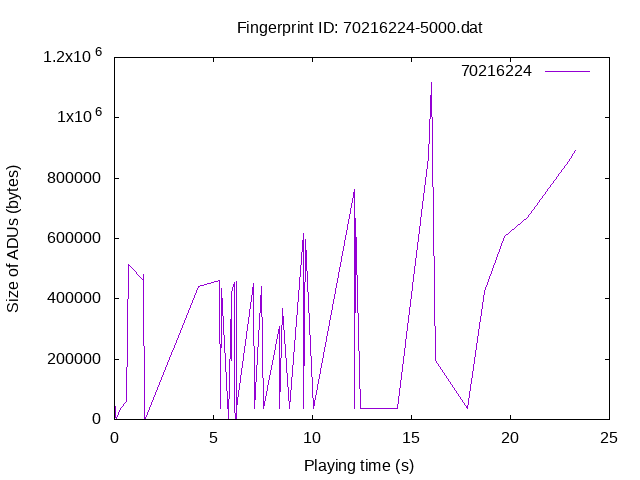 Fingerprint ID: 70216224-5000.dat
70216224
1.2x10^6
1x10^6
800000
600000
400000
200000
0
0 5 10 15 20 25
Size of ADUs (bytes)
Playing time (s)